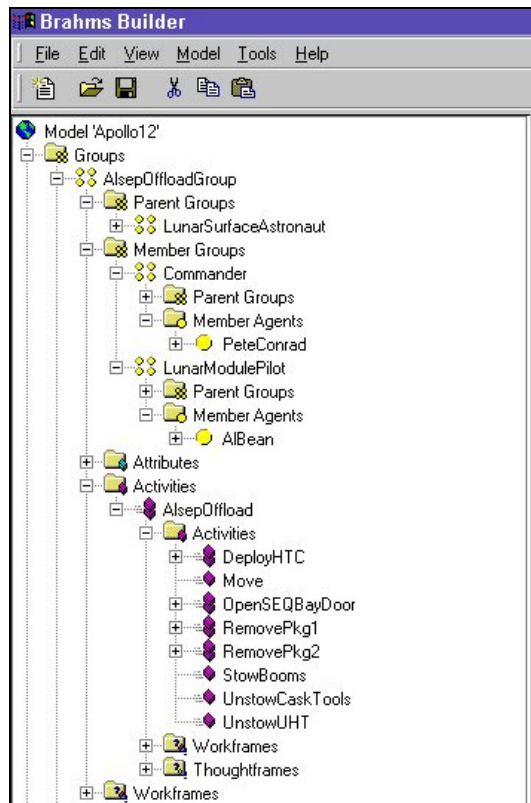 Brahms Builder
File Edit View Model Tools Help
Model 'Apollo12'
Groups
AlsepOffloadGroup
Parent Groups
LunarSurfaceAstronaut
Member Groups
Commander
Parent Groups
Member Agents
PeteConrad
LunarModulePilot
Parent Groups
Member Agents
AlBean
Attributes
Activities
AlsepOffload
Activities
DeployHTC
Move
OpenSEQBayDoor
RemovePkg1
RemovePkg2
StowBooms
UnstowCaskTools
UnstowUHT
Workframes
Thoughtframes
Workframes